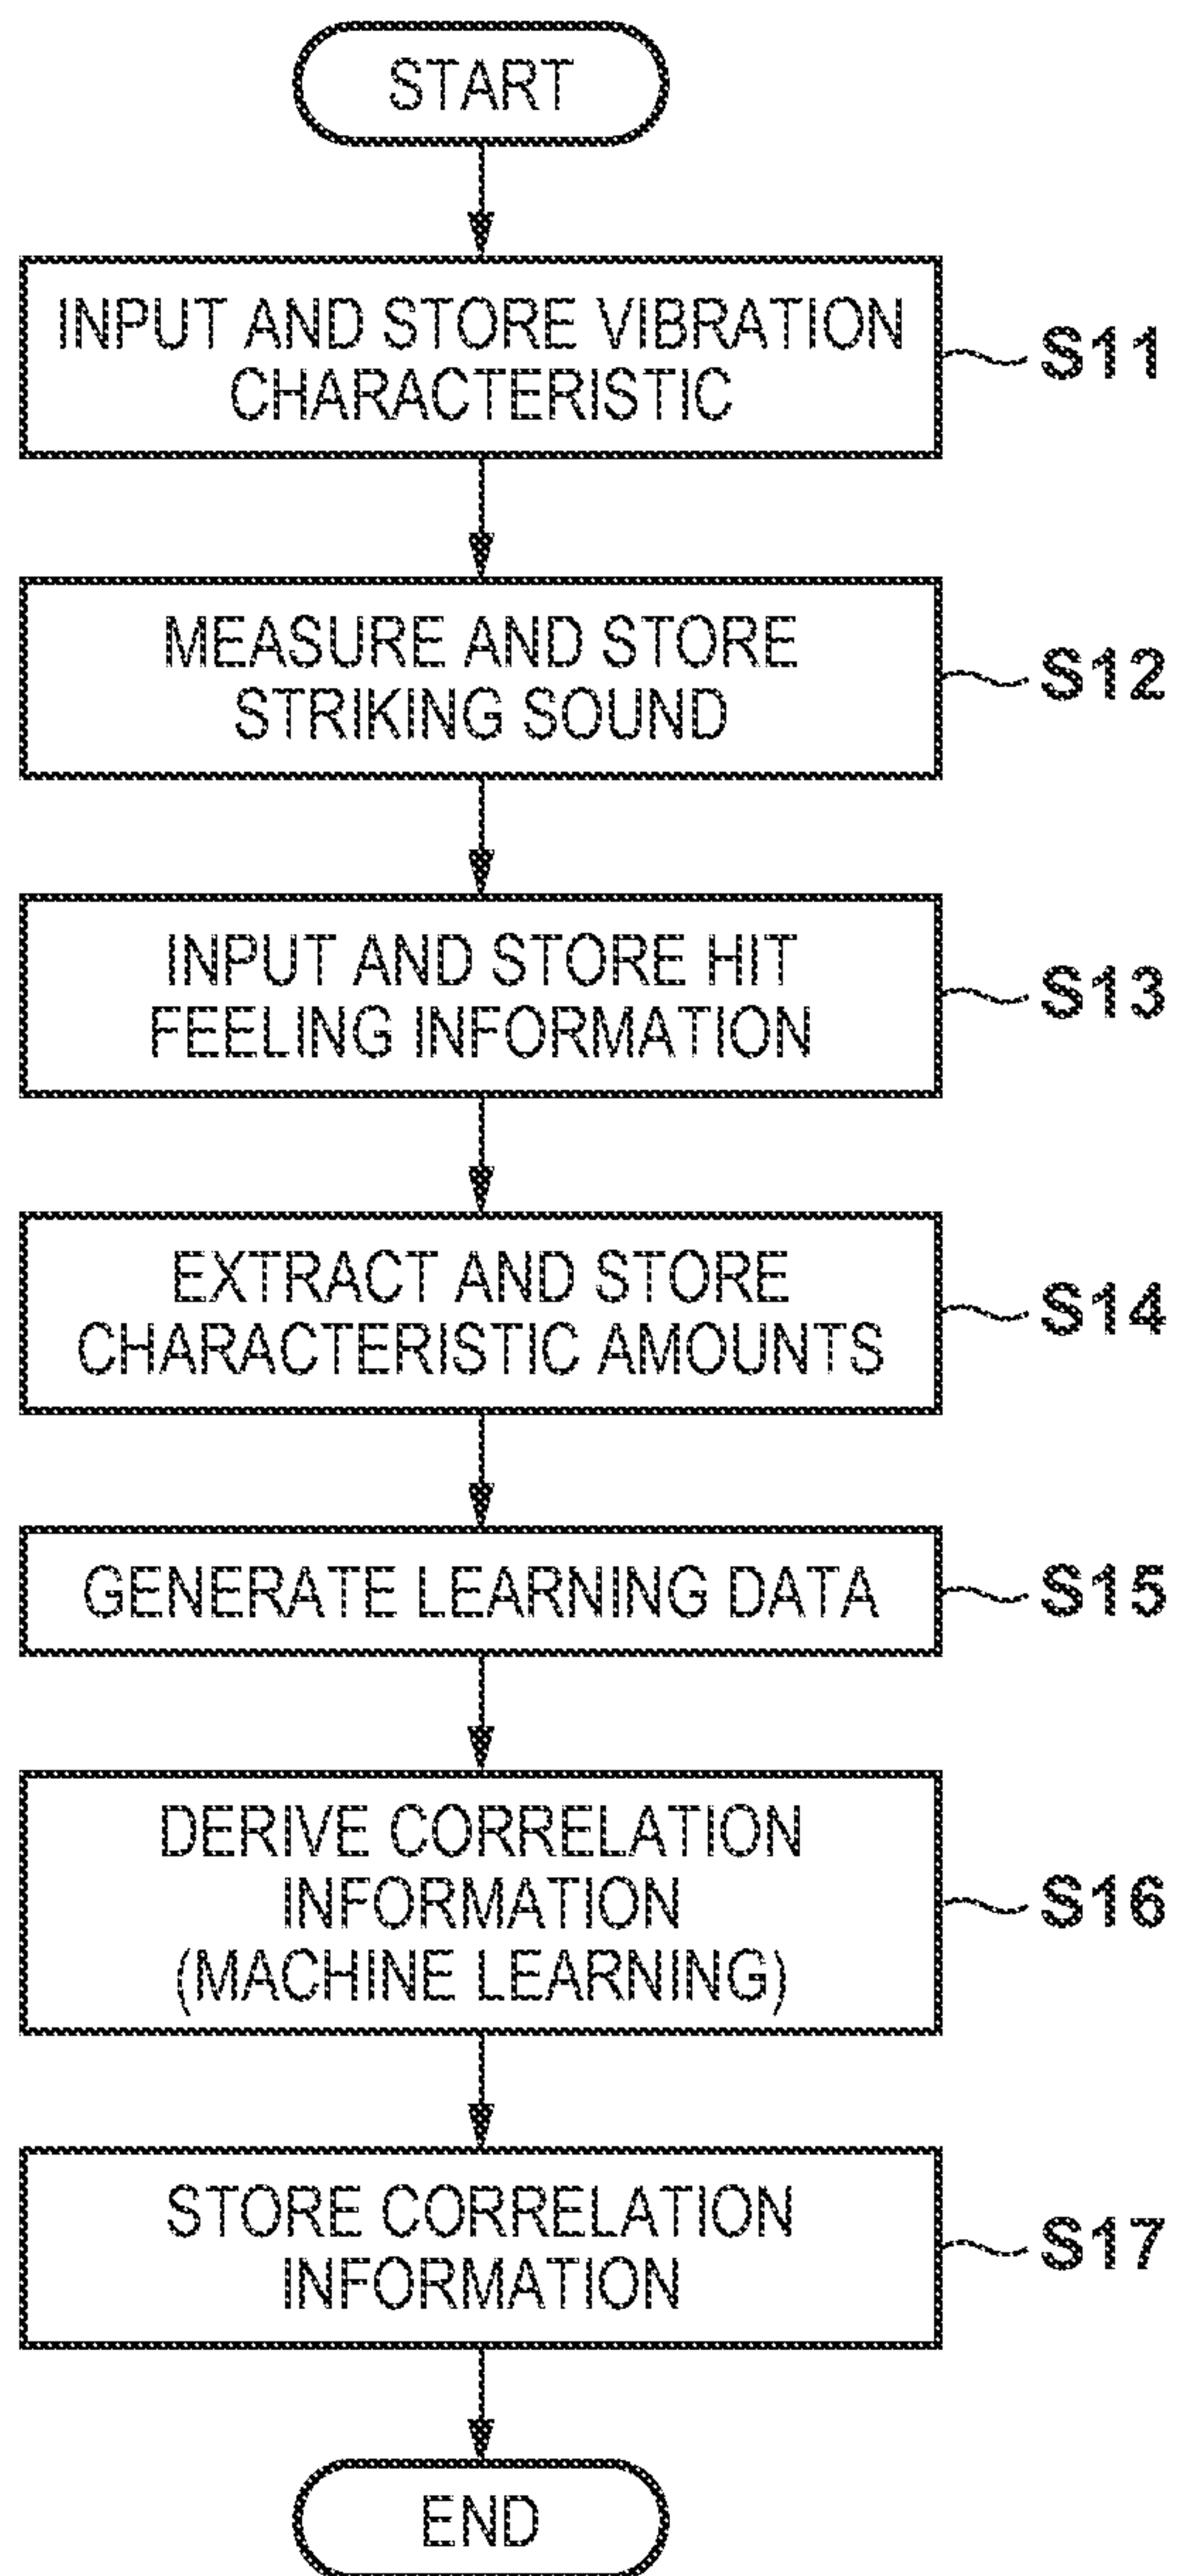 START
INPUT AND STORE VIBRATION
CHARACTERISTIC
S11
MEASURE AND STORE
STRIKING SOUND
S12
INPUT AND STORE HIT
FEELING INFORMATION
S13
EXTRACT AND STORE
CHARACTERISTIC AMOUNTS
S14
GENERATE LEARNING DATA
S15
DERIVE CORRELATION
INFORMATION
(MACHINE LEARNING)
S16
STORE CORRELATION
INFORMATION
S17
END